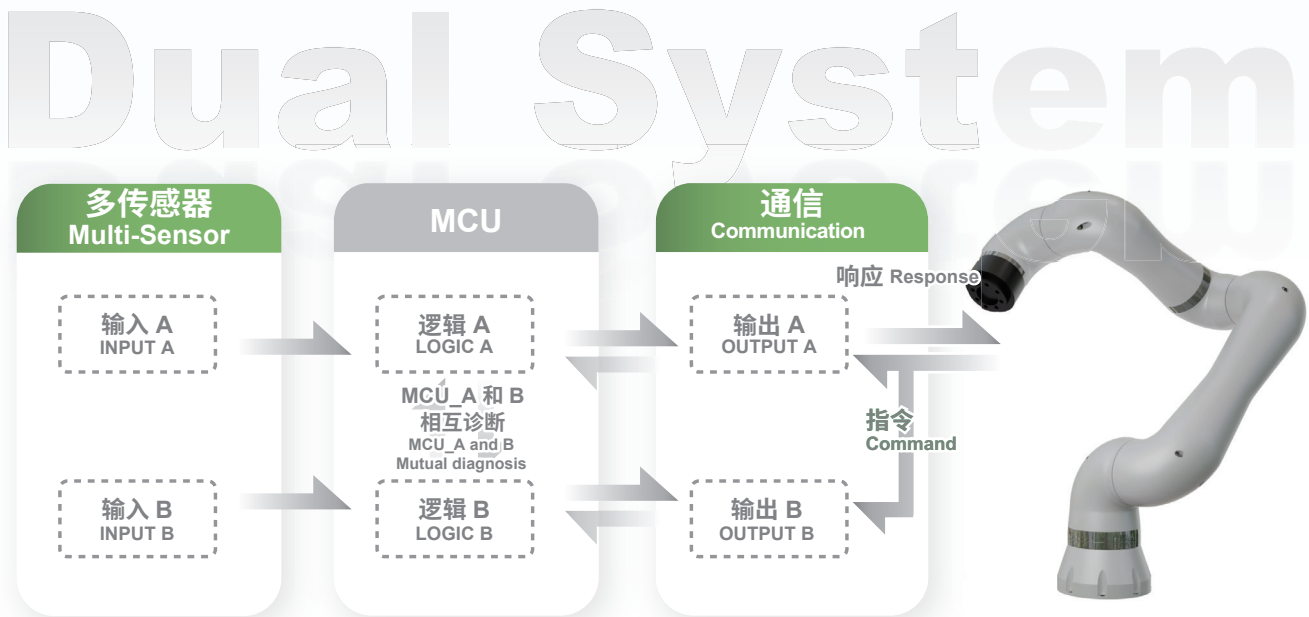 Dual System
多传感器
Multi-Sensor
MCU
通信
Communication
响应 Response
输入 A
INPUT A
逻辑 A
LOGIC A
输出 A
OUTPUT A
MCU_A 和 B
相互诊断
MCU_A and B
Mutual diagnosis
指令
Command
输入 B
INPUT B
逻辑 B
LOGIC B
输出 B
OUTPUT B